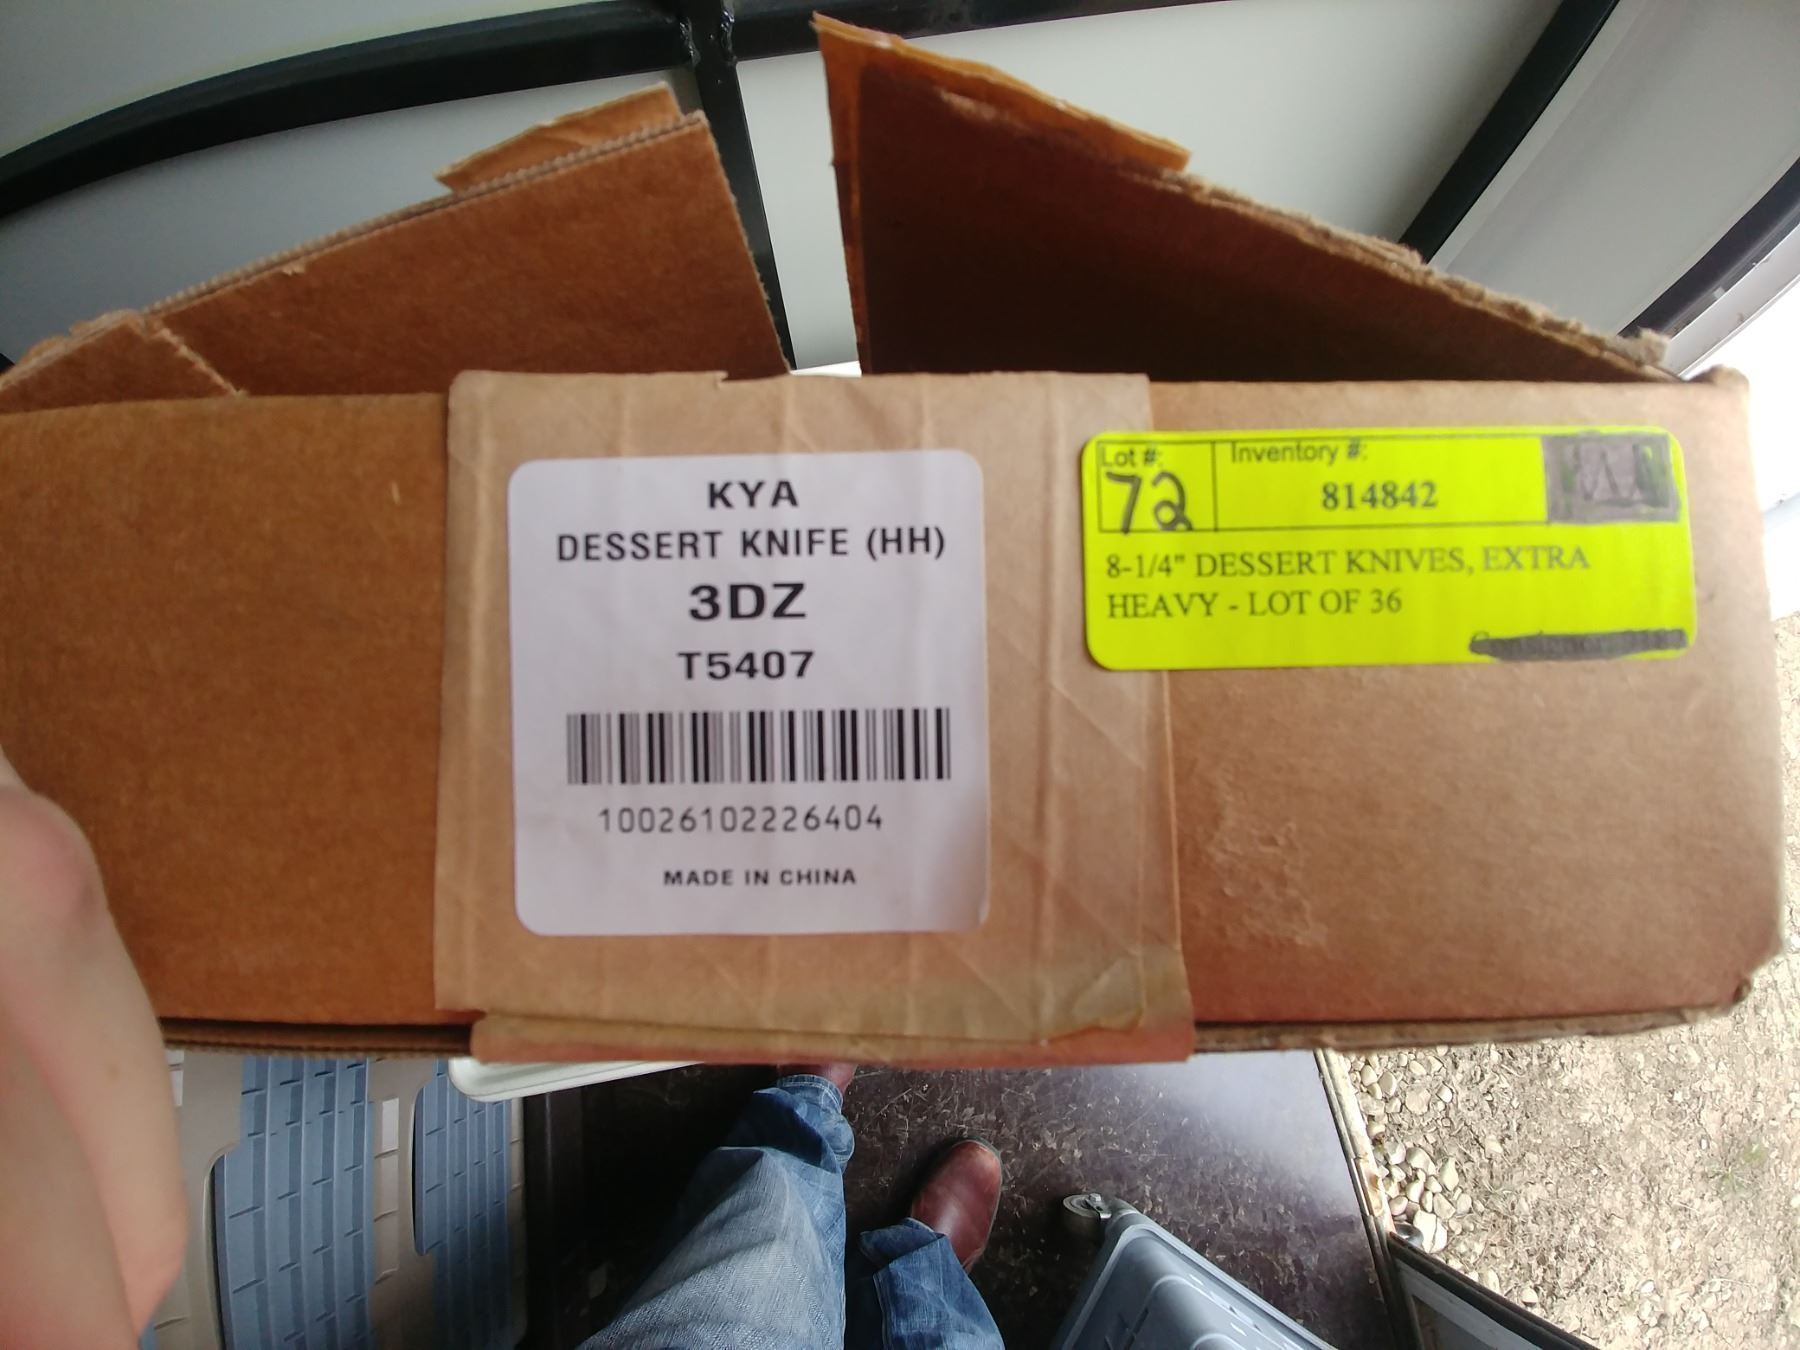 KYA
DESSERT KNIFE (HH)
3DZ
T5407
10026102226404
MADE IN CHINA
Lot #:
72
Inventory #:
814842
8-1/4" DESSERT KNIVES, EXTRA
HEAVY - LOT OF 36